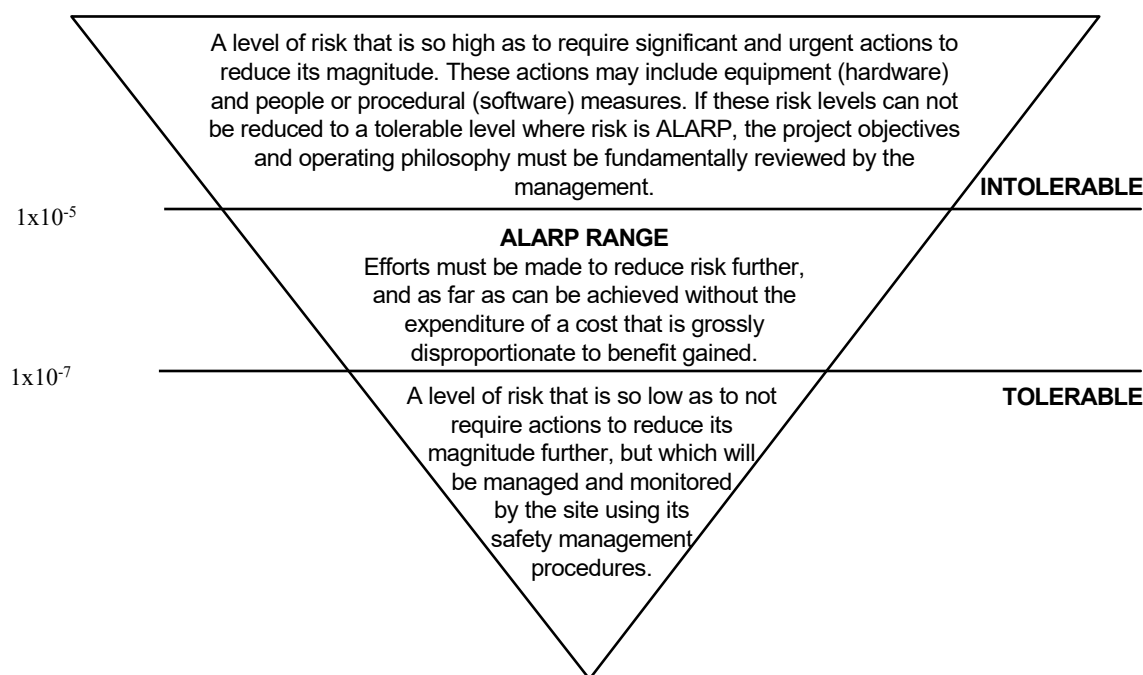 A level of risk that is so high as to require significant and urgent actions to
reduce its magnitude. These actions may include equipment (hardware)
and people or procedural (software) measures. If these risk levels can not
be reduced to a tolerable level where risk is ALARP, the project objectives
and operating philosophy must be fundamentally reviewed by the
management.
INTOLERABLE
1x10⁻⁵
ALARP RANGE
Efforts must be made to reduce risk further,
and as far as can be achieved without the
expenditure of a cost that is grossly
disproportionate to benefit gained.
1x10⁻⁷
TOLERABLE
A level of risk that is so low as to not
require actions to reduce its
magnitude further, but which will
be managed and monitored
by the site using its
safety management
procedures.